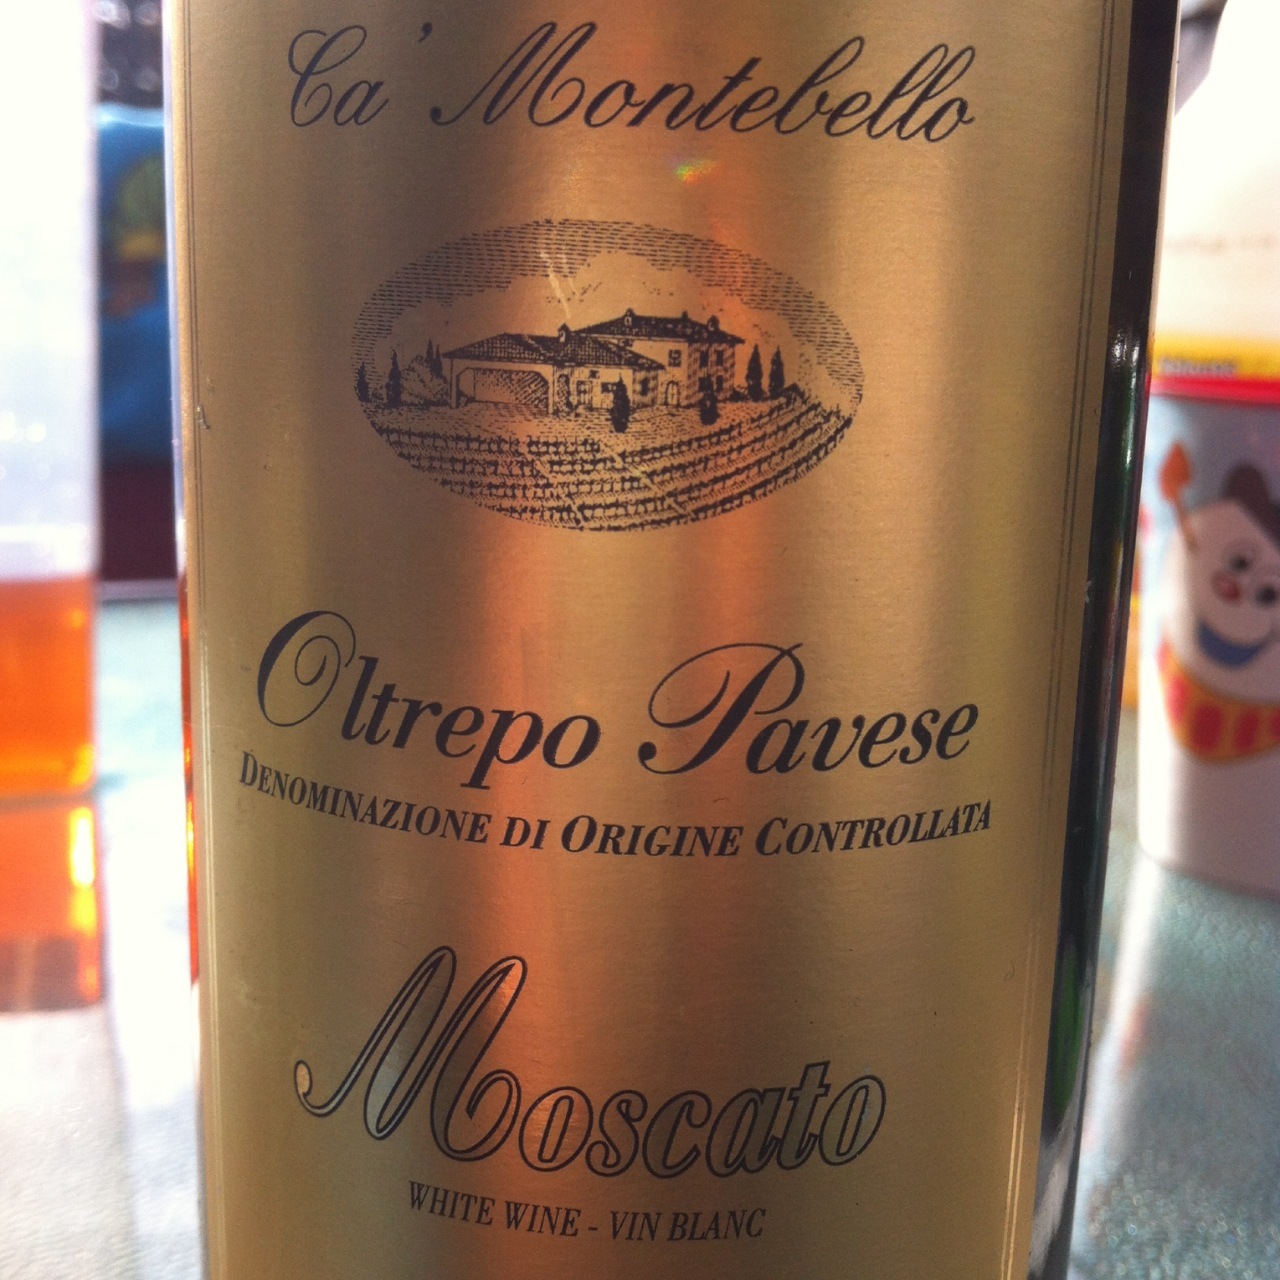 Ca' Montebello
Oltrepo Pavese
DENOMINAZIONE DI ORIGINE CONTROLLATA
Moscato
WHITE WINE - VIN BLANC